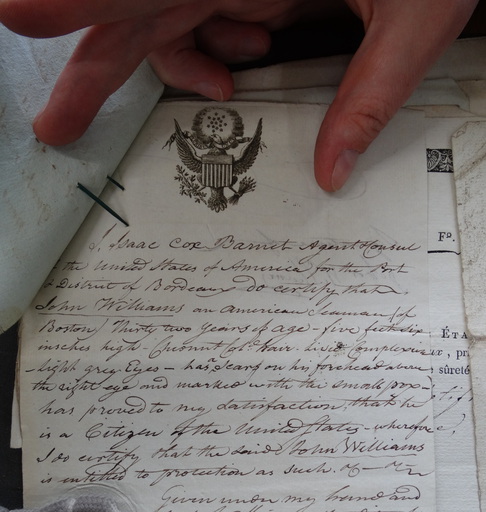 I, Isaac Cox Barnet Agent & Consul
of the United States of America for the Port
& District of Bordeaux, do certify that
John Williams an American Seaman (of
Boston) Thirty two years of age - five feet six
inches high - Chesnut Col'd Hair - Complexion
light grey Eyes - has a Scar on his forehead above
the right eye and marked with the small pox -
has proved to my satisfaction, that he
is a Citizen of the United States - wherefore
I do certify that the said John Williams
is entitled to protection as such. &c - &c
Given under my hand and
Fd.
ÉTA
er, pr
sûreté